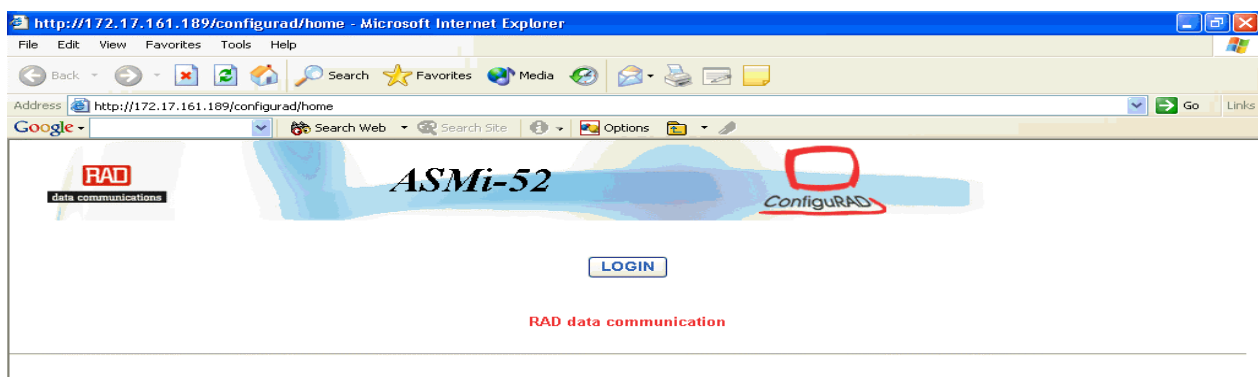 http://172.17.161.189/configurad/home - Microsoft Internet Explorer
File Edit View Favorites Tools Help
Back Search Favorites Media
Address http://172.17.161.189/configurad/home Go Links
Google Search Web Search Site Options
RAD
data communications
ASMi-52
ConfiguRAD
LOGIN
RAD data communication